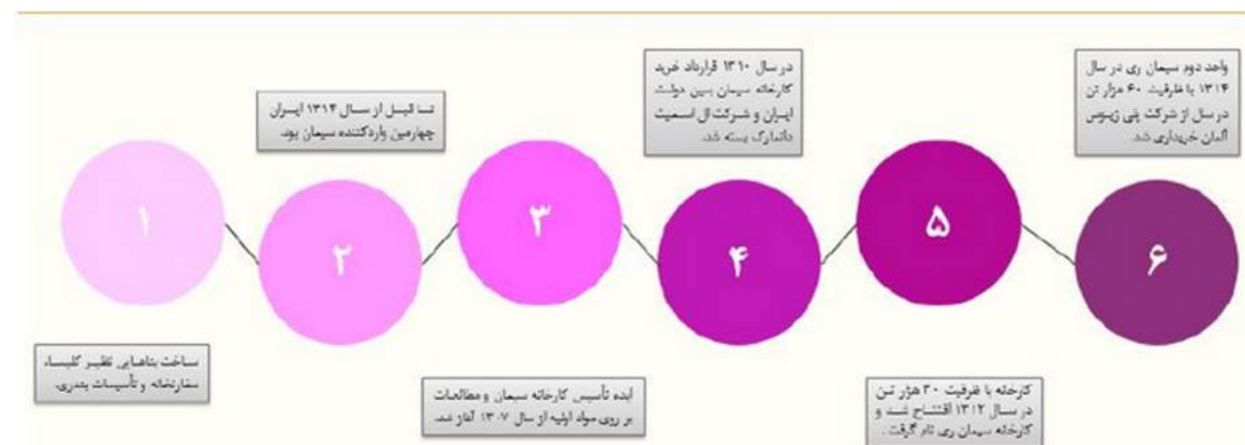 ۱
ساخت بناهایی نظیر کلیسا،
سفارتخانه و تأسیسات بندری.
۲
تا قبل از سال ۱۳۱۴ ایران
چهارمین واردکننده سیمان بود.
۳
ایده تأسیس کارخانه سیمان و مطالعات
بر روی مواد اولیه از سال ۱۳۰۷ آغاز شد.
۴
در سال ۱۳۱۰ قرارداد خرید
کارخانه سیمان بین دولت
ایران و شرکت ال اسمیت
دانمارک بسته شد.
۵
کارخانه با ظرفیت ۳۰ هزار تن
در سال ۱۳۱۲ افتتاح شد و
کارخانه سیمان ری نام گرفت.
۶
واحد دوم سیمان ری در سال
۱۳۱۴ با ظرفیت ۶۰ هزار تن
در سال از شرکت پلی زیوس
آلمان خریداری شد.